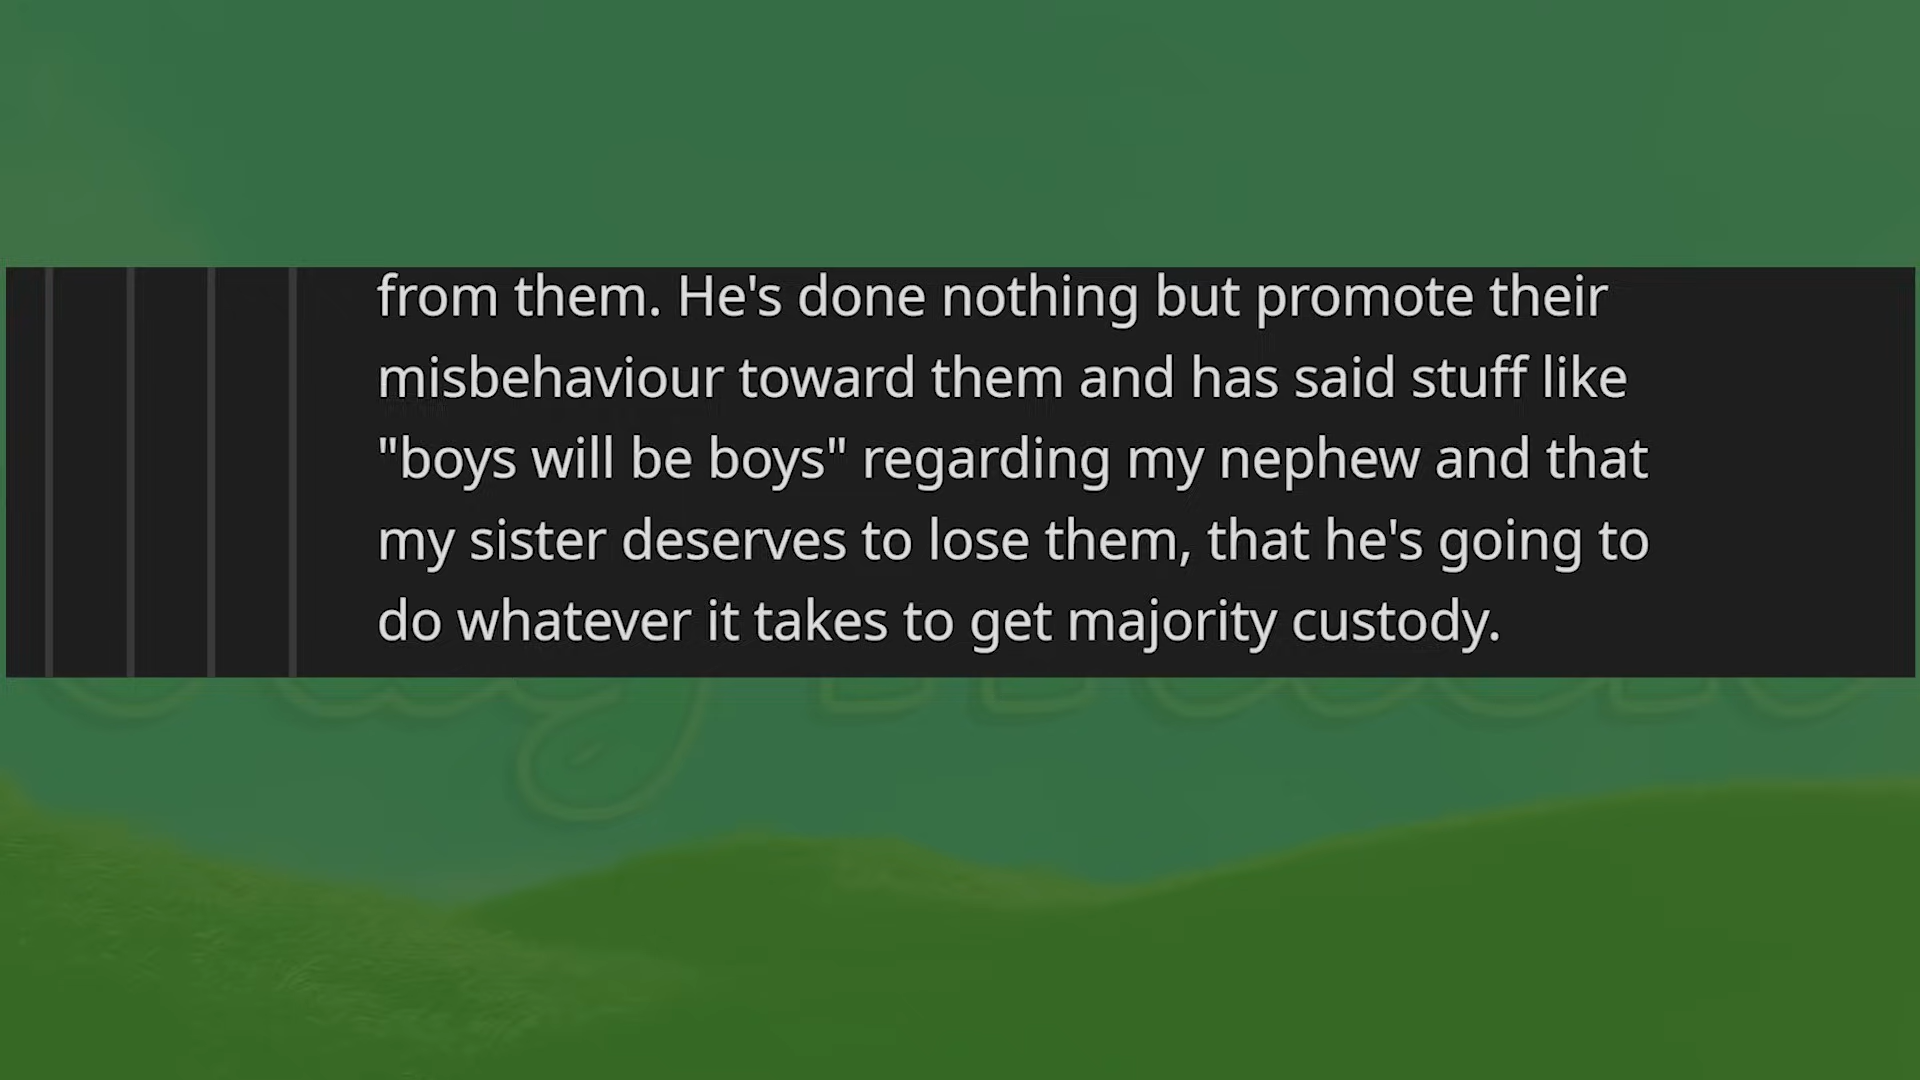 from them. He's done nothing but promote their
misbehaviour toward them and has said stuff like
"boys will be boys" regarding my nephew and that
my sister deserves to lose them, that he's going to
do whatever it takes to get majority custody.